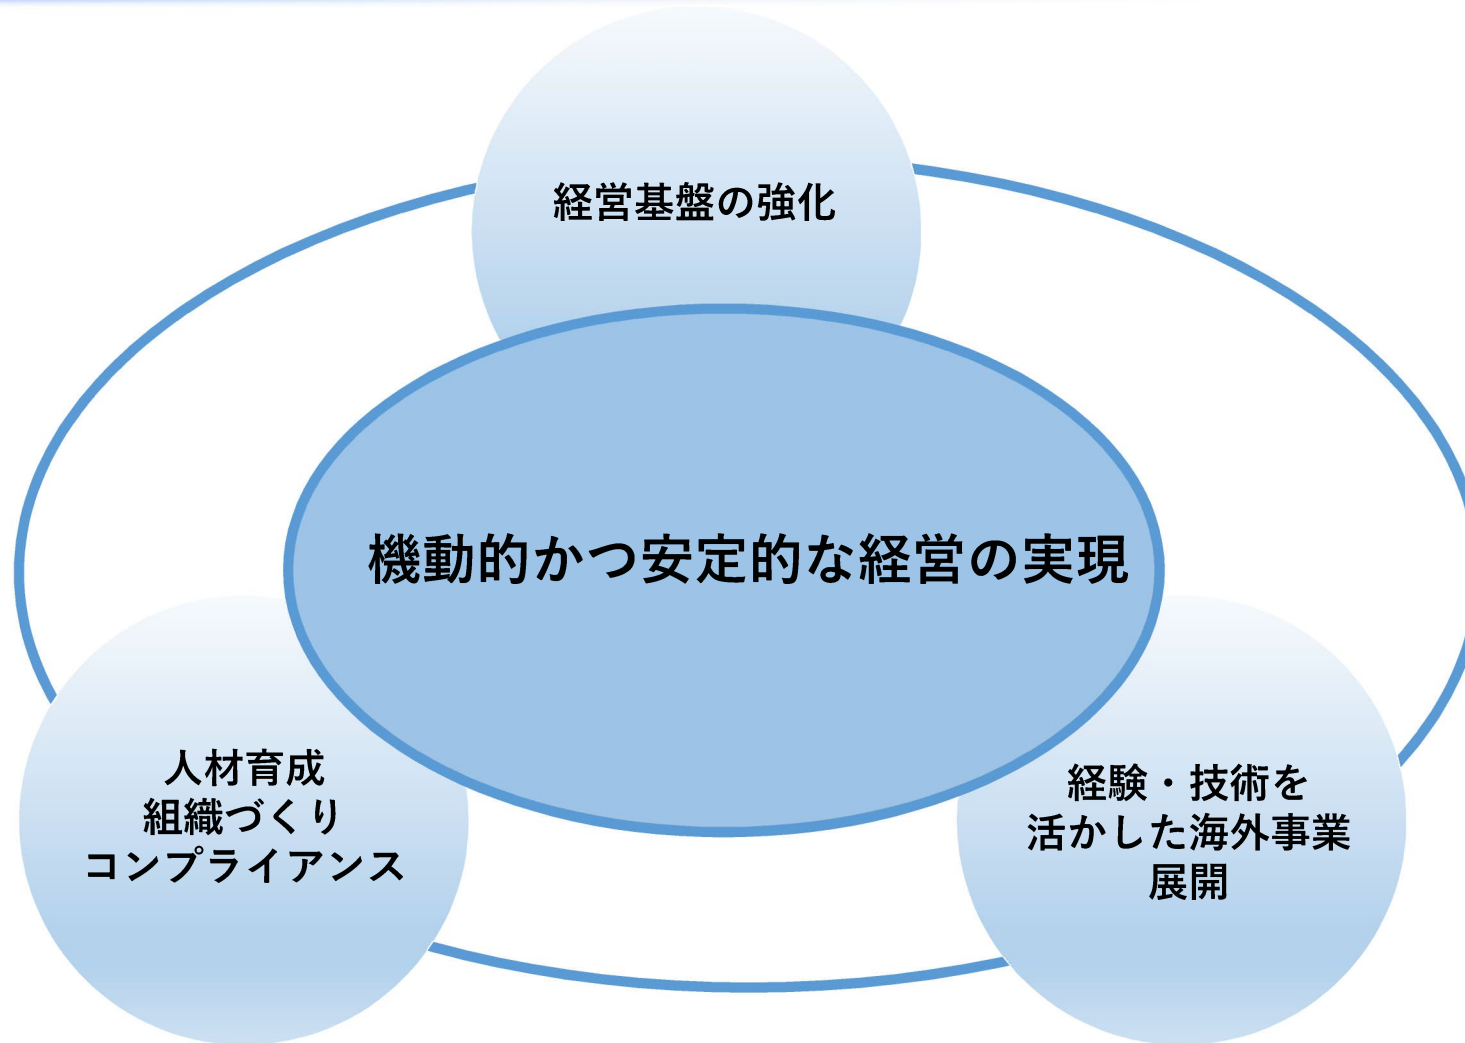 経営基盤の強化
機動的かつ安定的な経営の実現
人材育成
組織づくり
コンプライアンス
経験・技術を
活かした海外事業
展開